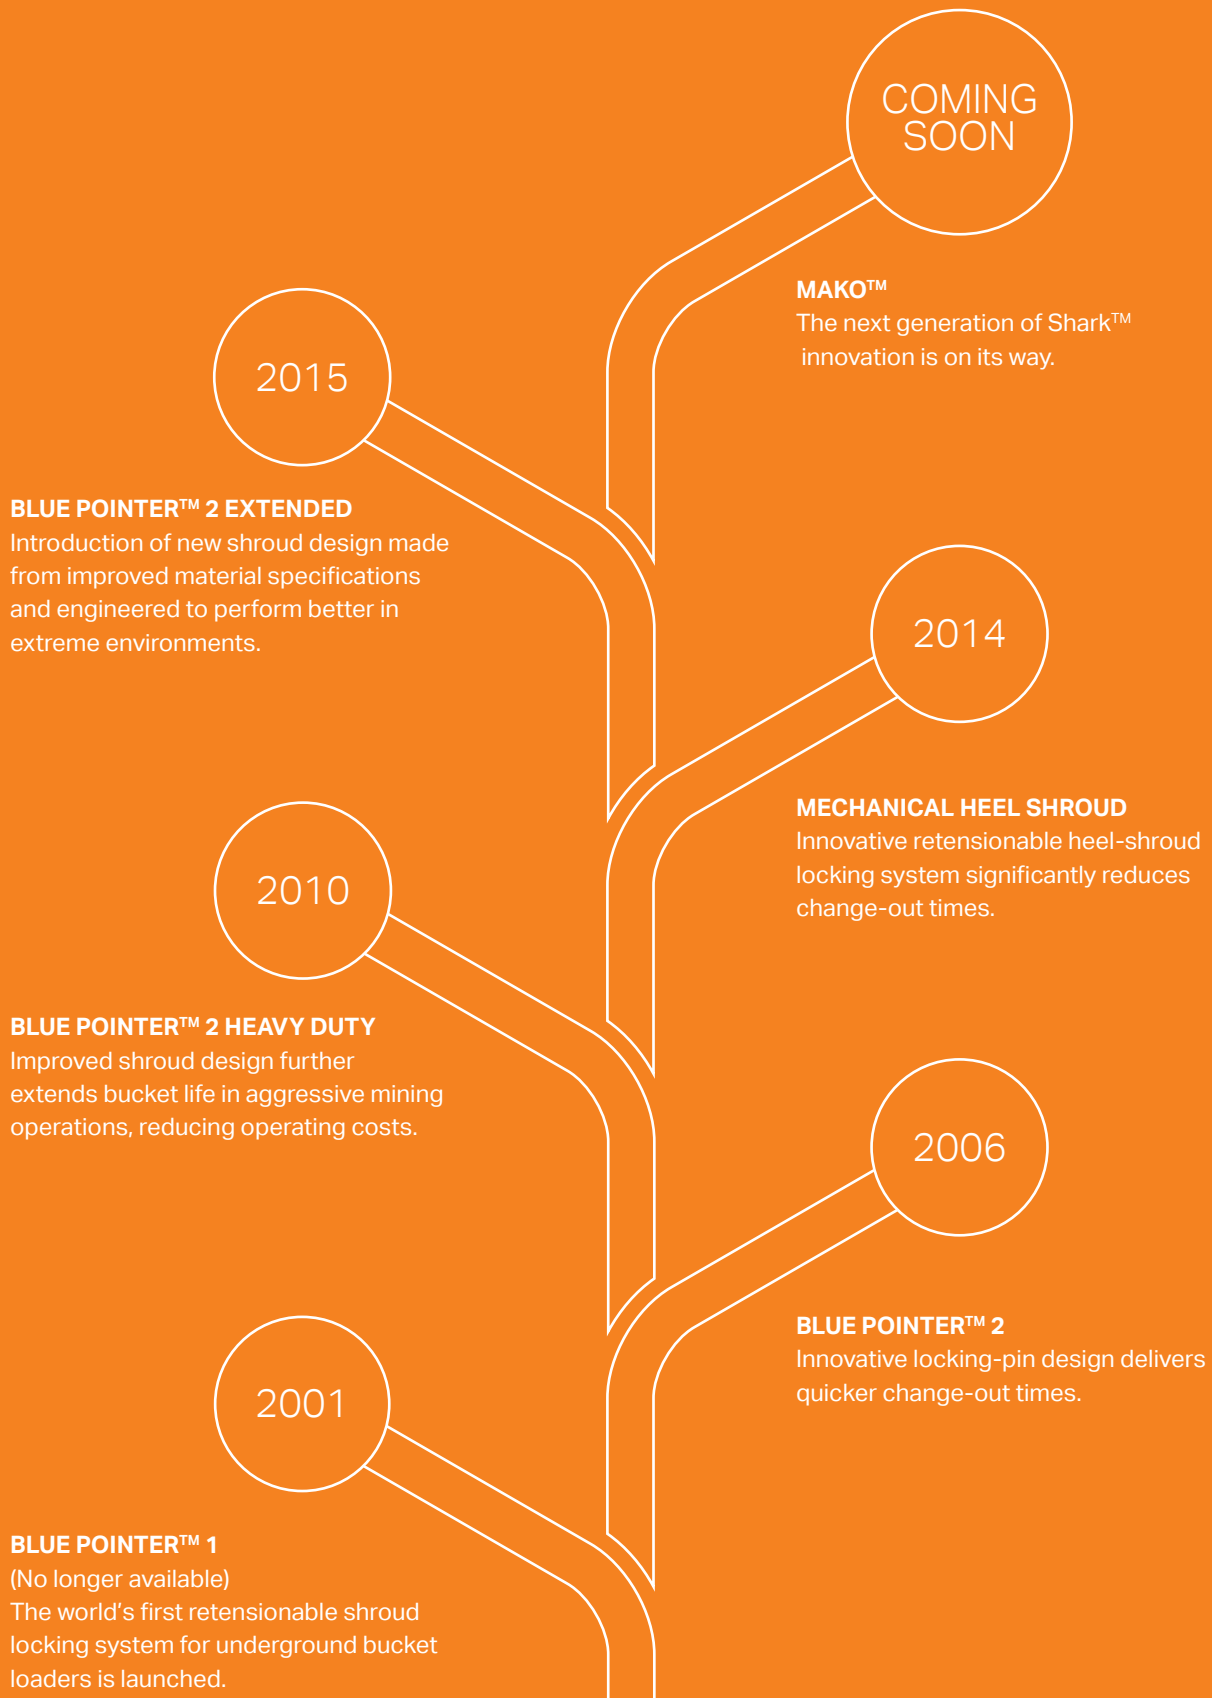 COMING
SOON
MAKO™
The next generation of Shark™
innovation is on its way.
2015
BLUE POINTER™ 2 EXTENDED
Introduction of new shroud design made
from improved material specifications
and engineered to perform better in
extreme environments.
2014
MECHANICAL HEEL SHROUD
Innovative retensionable heel-shroud
locking system significantly reduces
change-out times.
2010
BLUE POINTER™ 2 HEAVY DUTY
Improved shroud design further
extends bucket life in aggressive mining
operations, reducing operating costs.
2006
BLUE POINTER™ 2
Innovative locking-pin design delivers
quicker change-out times.
2001
BLUE POINTER™ 1
(No longer available)
The world's first retensionable shroud
locking system for underground bucket
loaders is launched.